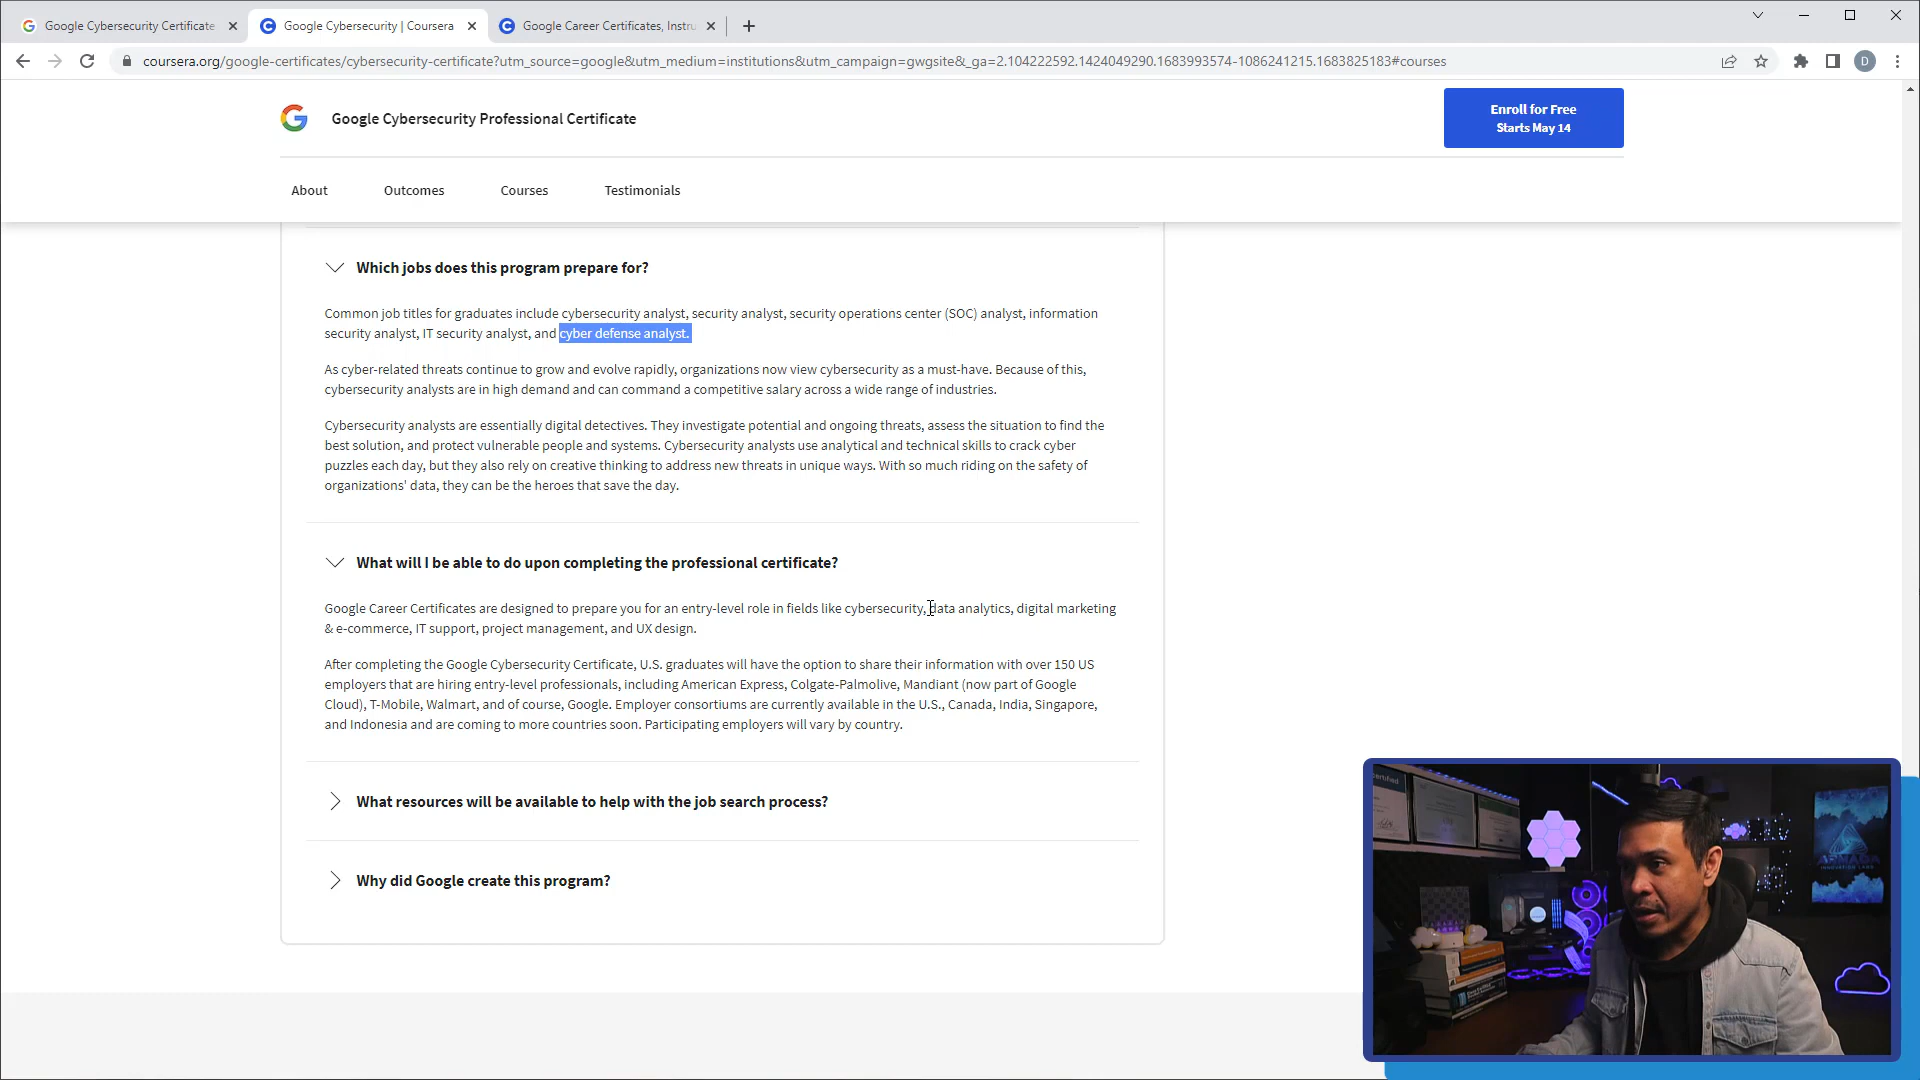 Google Cybersecurity Certificate
Google Cybersecurity | Coursera
Google Career Certificates, Instru
coursera.org/google-certificates/cybersecurity-certificate?utm_source=google&utm_medium=institutions&utm_campaign=gwgsite&_ga=2.104222592.1424049290.1683993574-1086241215.1683825183#courses
D
Google Cybersecurity Professional Certificate
Enroll for Free
Starts May 14
About
Outcomes
Courses
Testimonials
Which jobs does this program prepare for?
Common job titles for graduates include cybersecurity analyst, security analyst, security operations center (SOC) analyst, information
security analyst, IT security analyst, and cyber defense analyst.
As cyber-related threats continue to grow and evolve rapidly, organizations now view cybersecurity as a must-have. Because of this,
cybersecurity analysts are in high demand and can command a competitive salary across a wide range of industries.
Cybersecurity analysts are essentially digital detectives. They investigate potential and ongoing threats, assess the situation to find the
best solution, and protect vulnerable people and systems. Cybersecurity analysts use analytical and technical skills to crack cyber
puzzles each day, but they also rely on creative thinking to address new threats in unique ways. With so much riding on the safety of
organizations' data, they can be the heroes that save the day.
What will I be able to do upon completing the professional certificate?
Google Career Certificates are designed to prepare you for an entry-level role in fields like cybersecurity, data analytics, digital marketing
& e-commerce, IT support, project management, and UX design.
After completing the Google Cybersecurity Certificate, U.S. graduates will have the option to share their information with over 150 US
employers that are hiring entry-level professionals, including American Express, Colgate-Palmolive, Mandiant (now part of Google
Cloud), T-Mobile, Walmart, and of course, Google. Employer consortiums are currently available in the U.S., Canada, India, Singapore,
and Indonesia and are coming to more countries soon. Participating employers will vary by country.
What resources will be available to help with the job search process?
Why did Google create this program?